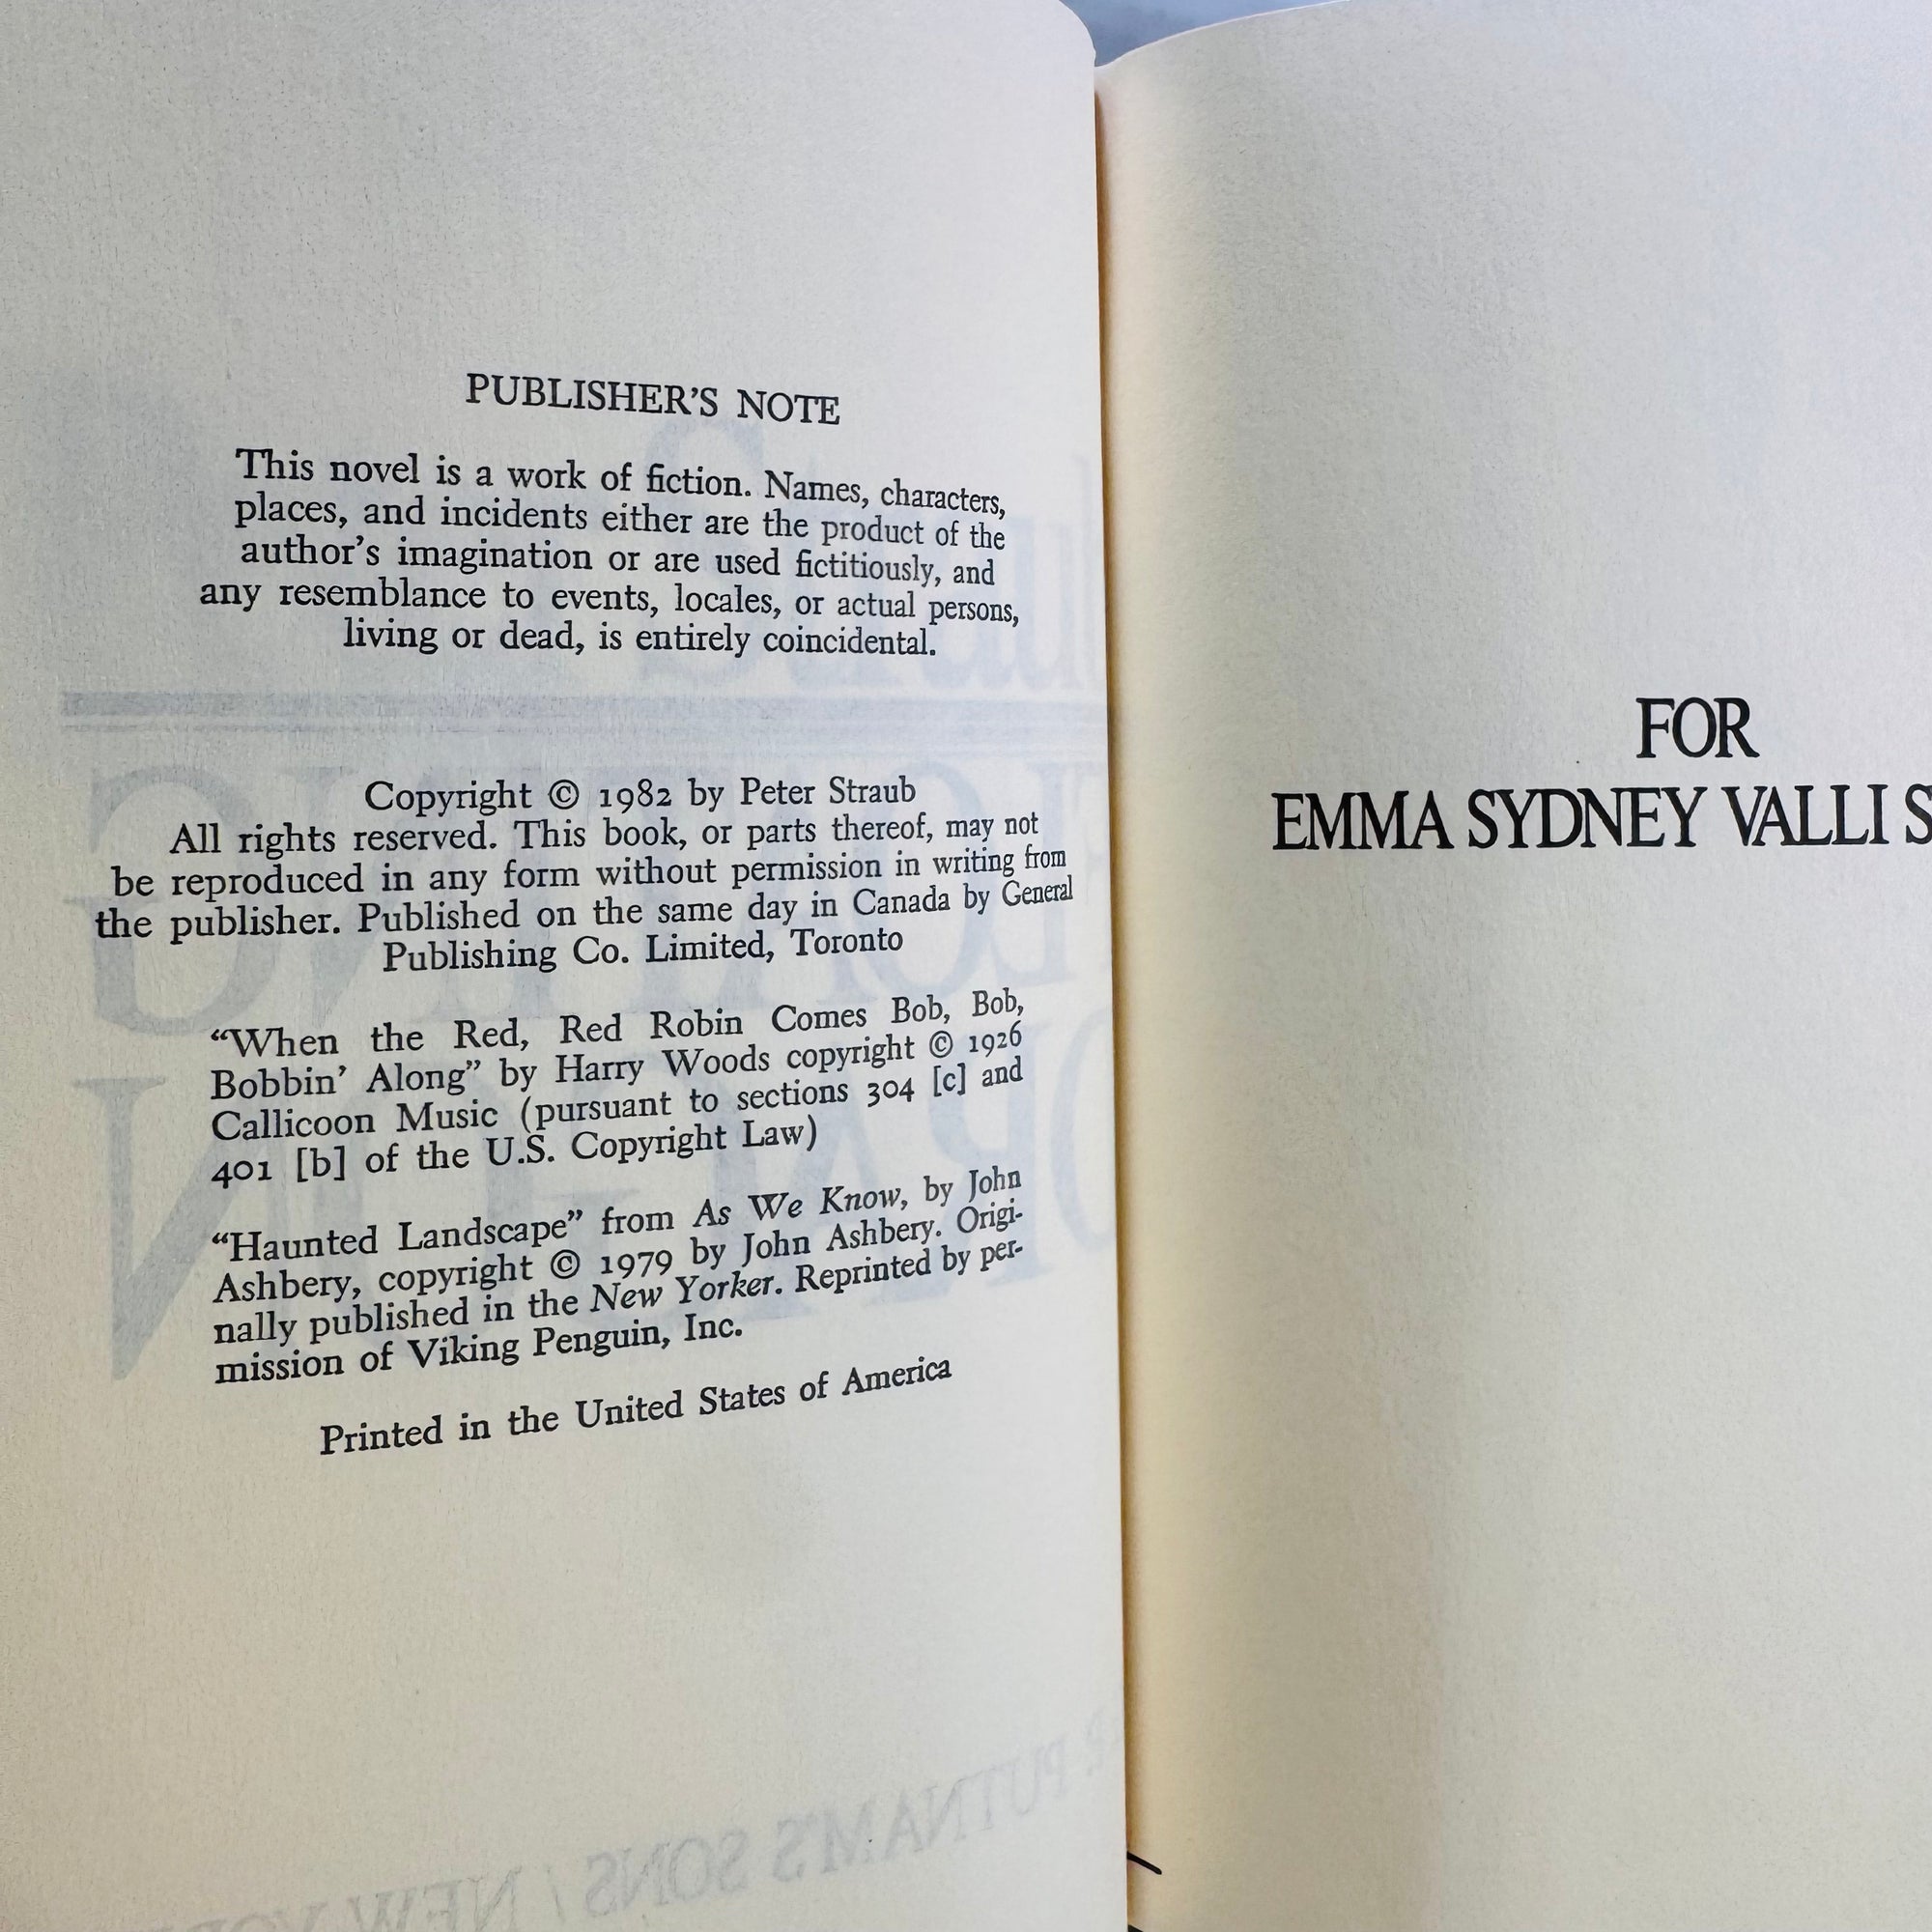 PUBLISHER'S NOTE
This novel is a work of fiction. Names, characters,
places, and incidents either are the product of the
author's imagination or are used fictitiously, and
any resemblance to events, locales, or actual persons,
living or dead, is entirely coincidental.
Copyright © 1982 by Peter Straub
All rights reserved. This book, or parts thereof, may not
be reproduced in any form without permission in writing from
the publisher. Published on the same day in Canada by General
Publishing Co. Limited, Toronto
“When the Red, Red Robin Comes Bob, Bob,
Bobbin' Along” by Harry Woods copyright © 1926
Callicoon Music (pursuant to sections 304 [c] and
401 [b] of the U.S. Copyright Law)
“Haunted Landscape” from As We Know, by John
Ashbery, copyright © 1979 by John Ashbery. Origi-
nally published in the New Yorker. Reprinted by per-
mission of Viking Penguin, Inc.
Printed in the United States of America
PUTNAM'S SONS / NEW
FOR
EMMA SYDNEY VALLI S